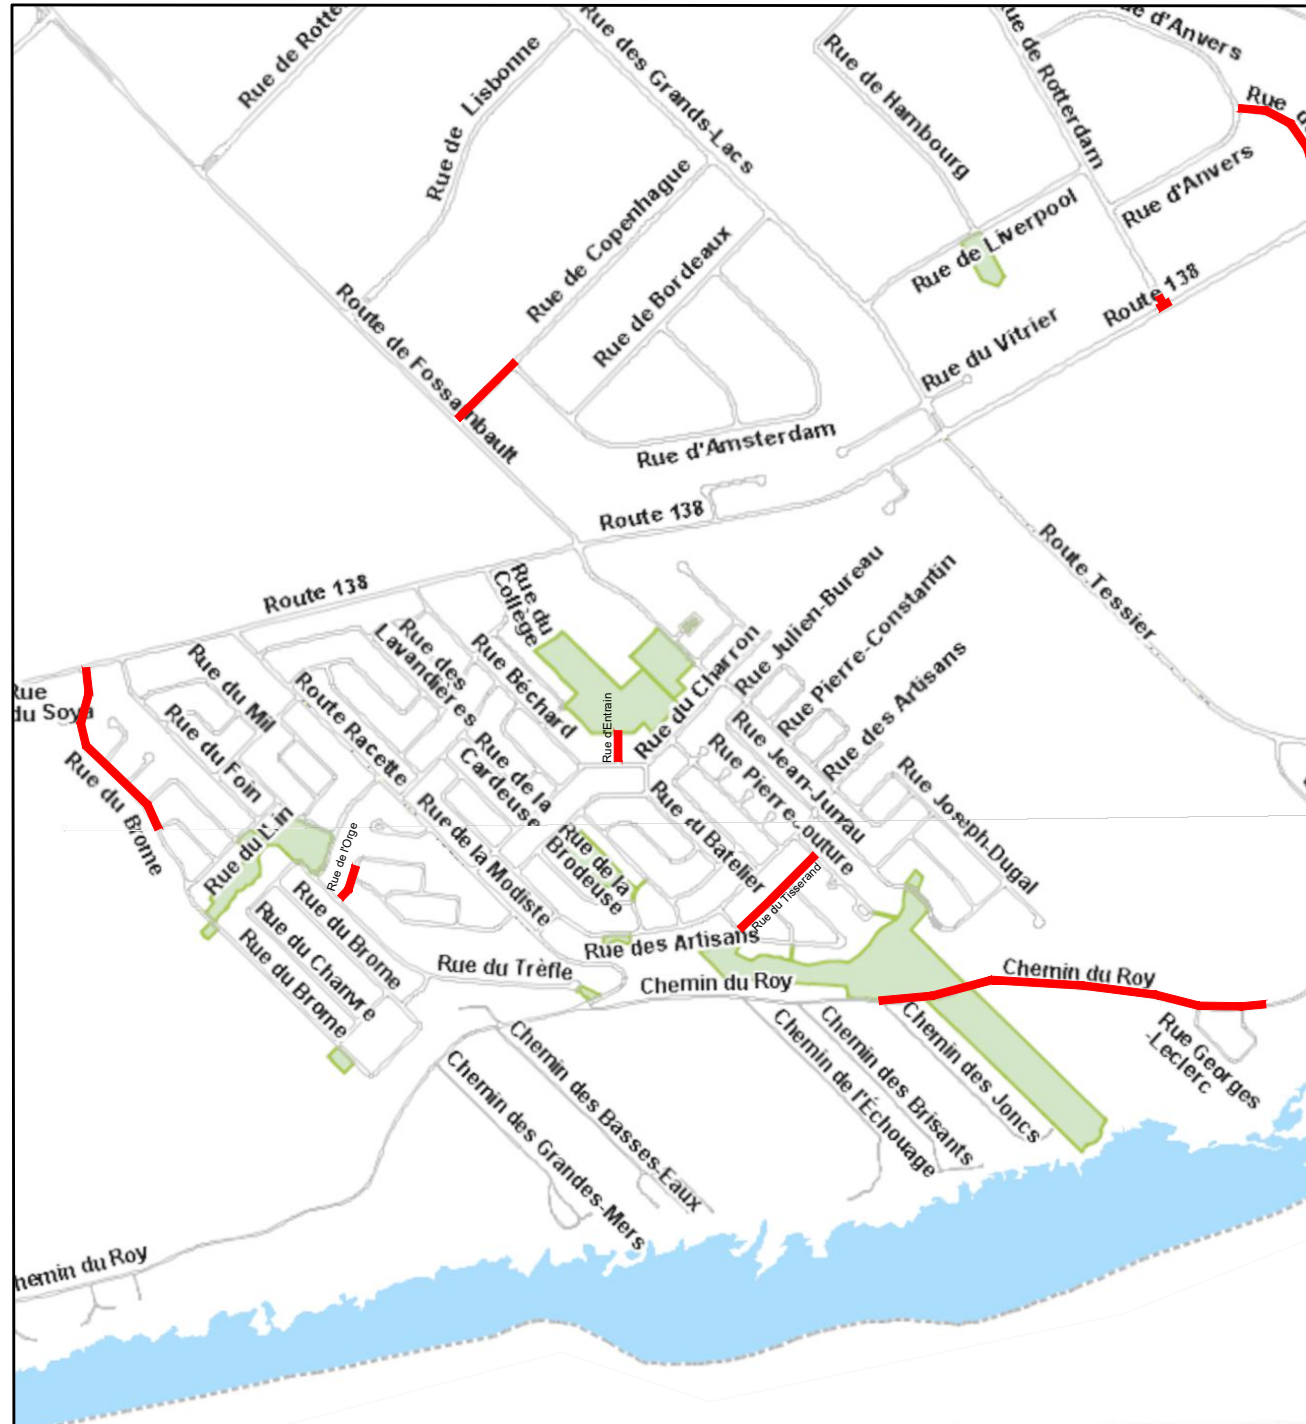 Rue de Rotte
Rue des Grands-Lacs
Rue de Lisbonne
Rue de Hambourg
Rue de Rotterdam
ue d'Anvers
Rue d
Rue d'Anvers
Rue de Copenhague
Rue de Bordeaux
Rue de Liverpool
Route 138
Rue du Vitrier
Route de Fossambault
Rue d'Amsterdam
Route 138
Route Tessier
Route 138
Rue du
Collège
Rue Julien-Bureau
Rue Pierre-Constantin
Rue des Artisans
Rue des
Lavandières
Rue Béchard
Rue du Charron
Rue du Mil
Route Racette
Rue
du Soya
Rue d'Entrain
Rue du Foin
Rue de la
Cardeuse
Rue Jean-Juneau
Rue Pierre Couture
Rue Joseph-Dugal
Rue du Brome
Rue du Lin
Rue de l'Orge
Rue de la Modiste
Rue de la
Brodeuse
Rue du Batelier
Rue du Tisserand
Rue du Brome
Rue du Chanvre
Rue du Brome
Rue du Trèfle
Rue des Artisans
Chemin du Roy
Chemin du Roy
Rue Georges
-Leclerc
Chemin des Joncs
Chemin des Brisants
Chemin de l'Échouage
Chemin des Basses-Eaux
Chemin des Grandes-Mers
hemin du Roy